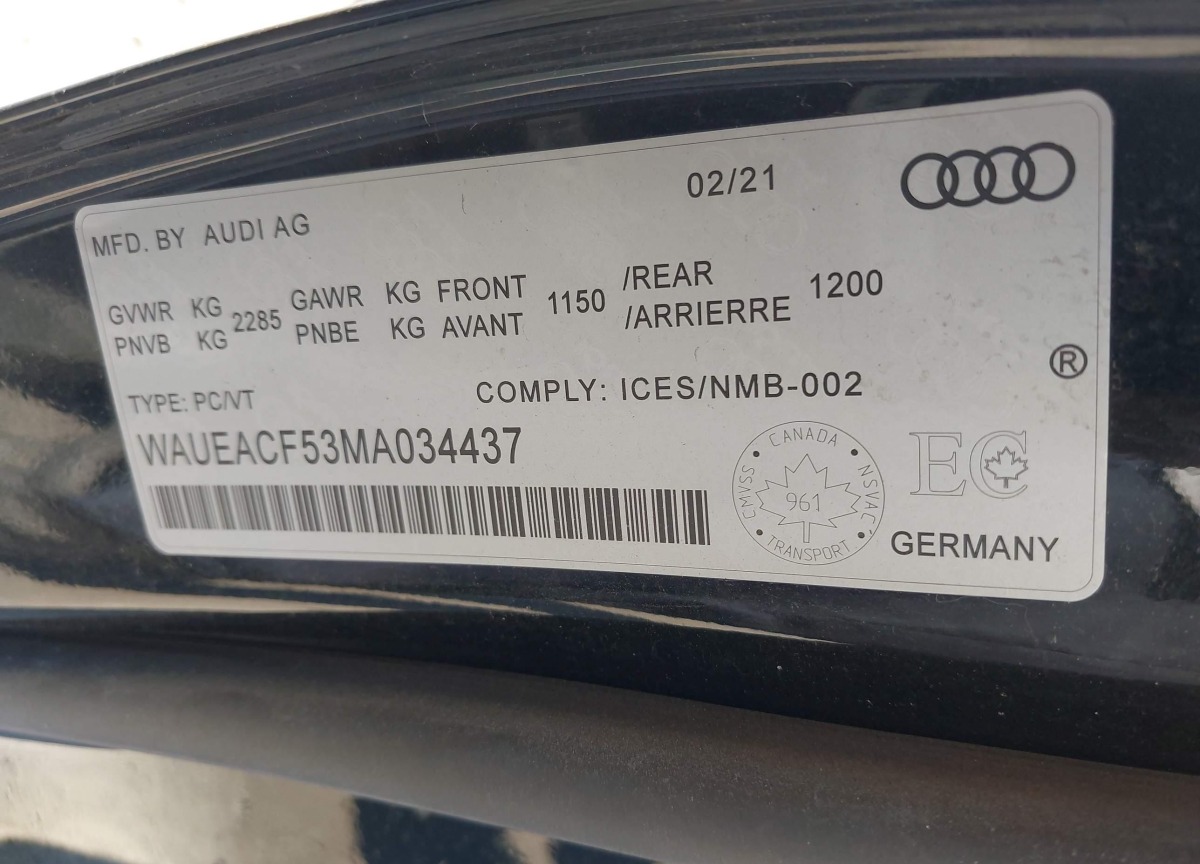 02/21
MFD. BY AUDI AG
GVWR KG 2285 GAWR KG FRONT 1150 /REAR 1200
PNVB KG PNBE KG AVANT /ARRIERRE
®
TYPE: PC/VT COMPLY: ICES/NMB-002
WAUEACF53MA034437
CANADA
CMVSS 961 NSVAC
TRANSPORT
EC
GERMANY